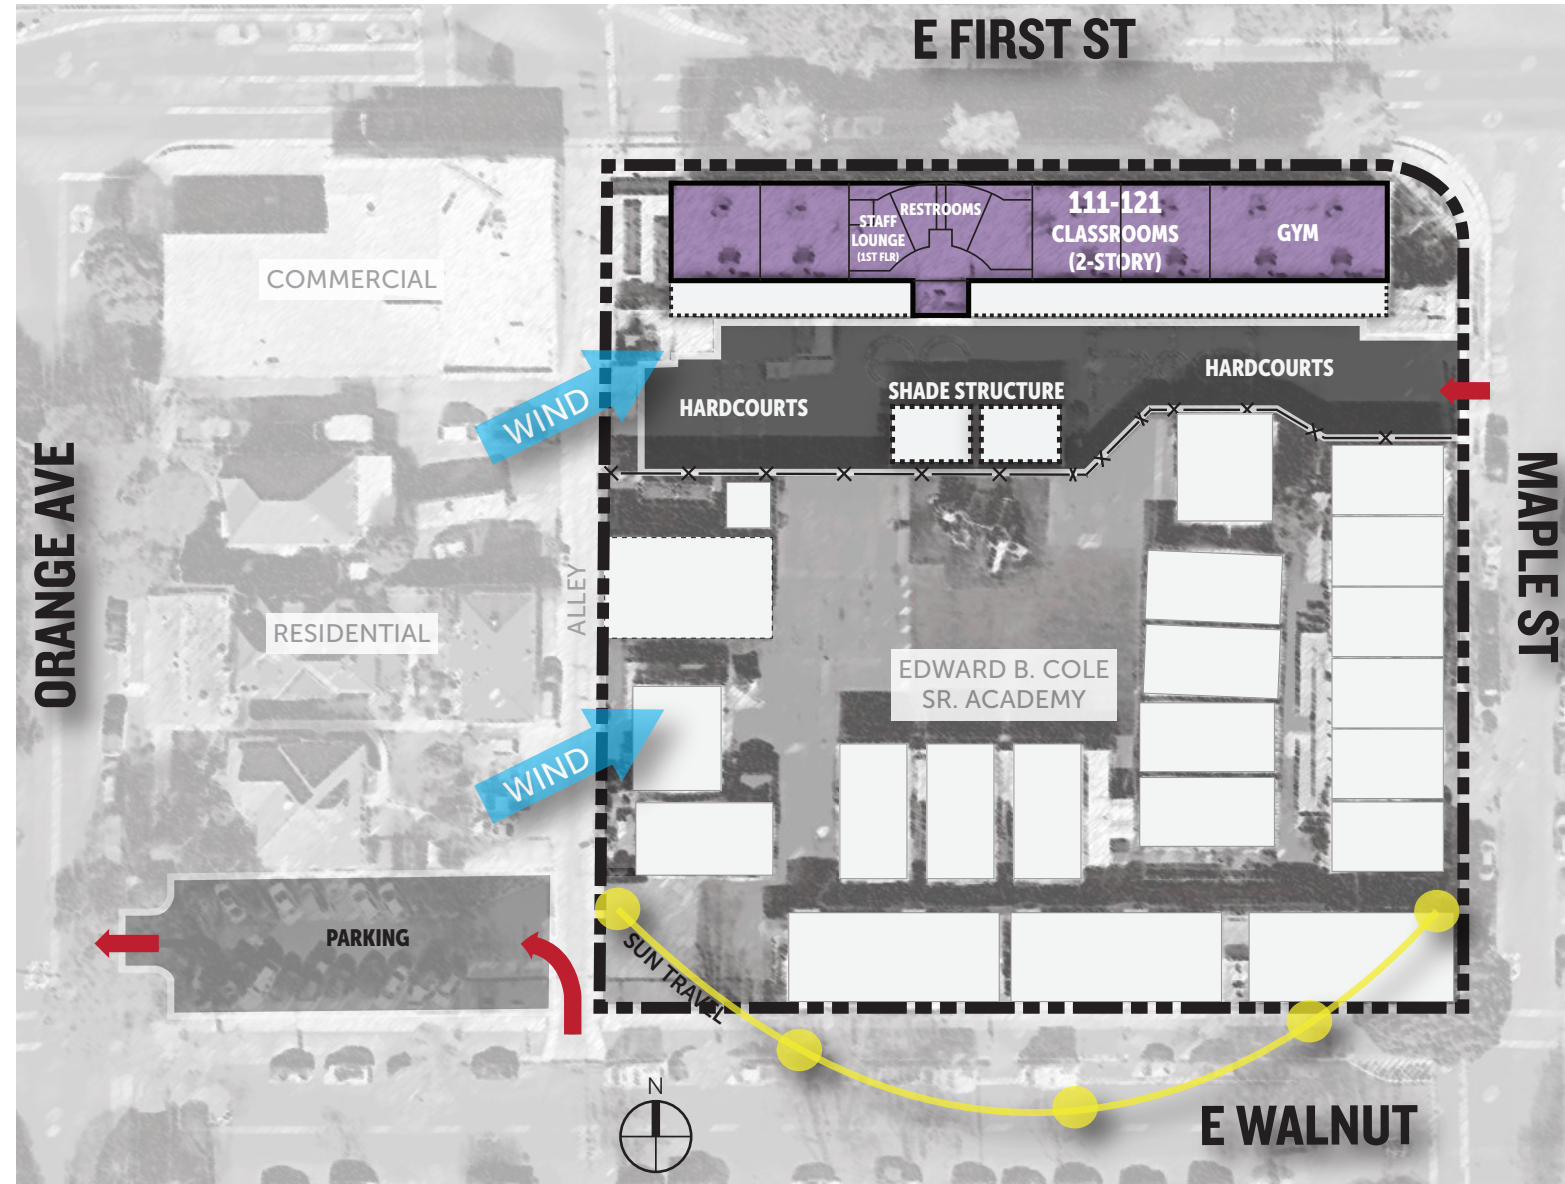 E FIRST ST
RESTROOMS
STAFF
LOUNGE
(1ST FLR)
111-121
CLASSROOMS
(2-STORY)
GYM
COMMERCIAL
WIND
HARDCOURTS
SHADE STRUCTURE
HARDCOURTS
ORANGE AVE
MAPLE ST
ALLEY
RESIDENTIAL
EDWARD B. COLE
SR. ACADEMY
WIND
PARKING
SUN TRAVEL
N
E WALNUT